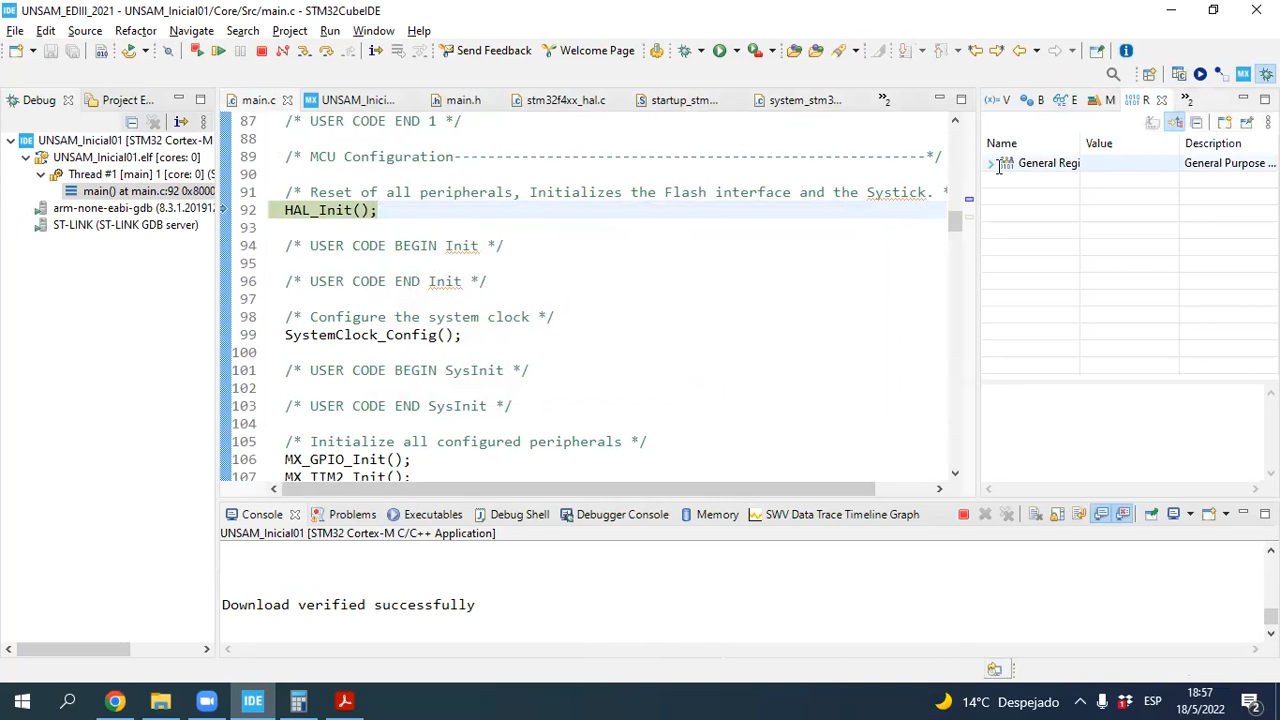 UNSAM_EDIII_2021 - UNSAM_Inicial01/Core/Src/main.c - STM32CubeIDE
File Edit Source Refactor Navigate Search Project Run Window Help
Send Feedback Welcome Page
Debug Project E...
main.c UNSAM_Inici... main.h stm32f4xx_hal.c startup_stm... system_stm3...
(x)= V B E M R
UNSAM_Inicial01 [STM32 Cortex-M
UNSAM_Inicial01.elf [cores: 0]
Thread #1 [main] 1 [core: 0] (S
main() at main.c:92 0x8000
arm-none-eabi-gdb (8.3.1.201912
ST-LINK (ST-LINK GDB server)
87 /* USER CODE END 1 */
88
89 /* MCU Configuration--------------------------------------------------------*/
90
91 /* Reset of all peripherals, Initializes the Flash interface and the Systick. *
92 HAL_Init();
93
94 /* USER CODE BEGIN Init */
95
96 /* USER CODE END Init */
97
98 /* Configure the system clock */
99 SystemClock_Config();
100
101 /* USER CODE BEGIN SysInit */
102
103 /* USER CODE END SysInit */
104
105 /* Initialize all configured peripherals */
106 MX_GPIO_Init();
107 MX_TIM2_Init();
Name Value Description
General Regi General Purpose ...
Console Problems Executables Debug Shell Debugger Console Memory SWV Data Trace Timeline Graph
UNSAM_Inicial01 [STM32 Cortex-M C/C++ Application]
Download verified successfully
IDE 14°C Despejado ESP
18:57
18/5/2022
2